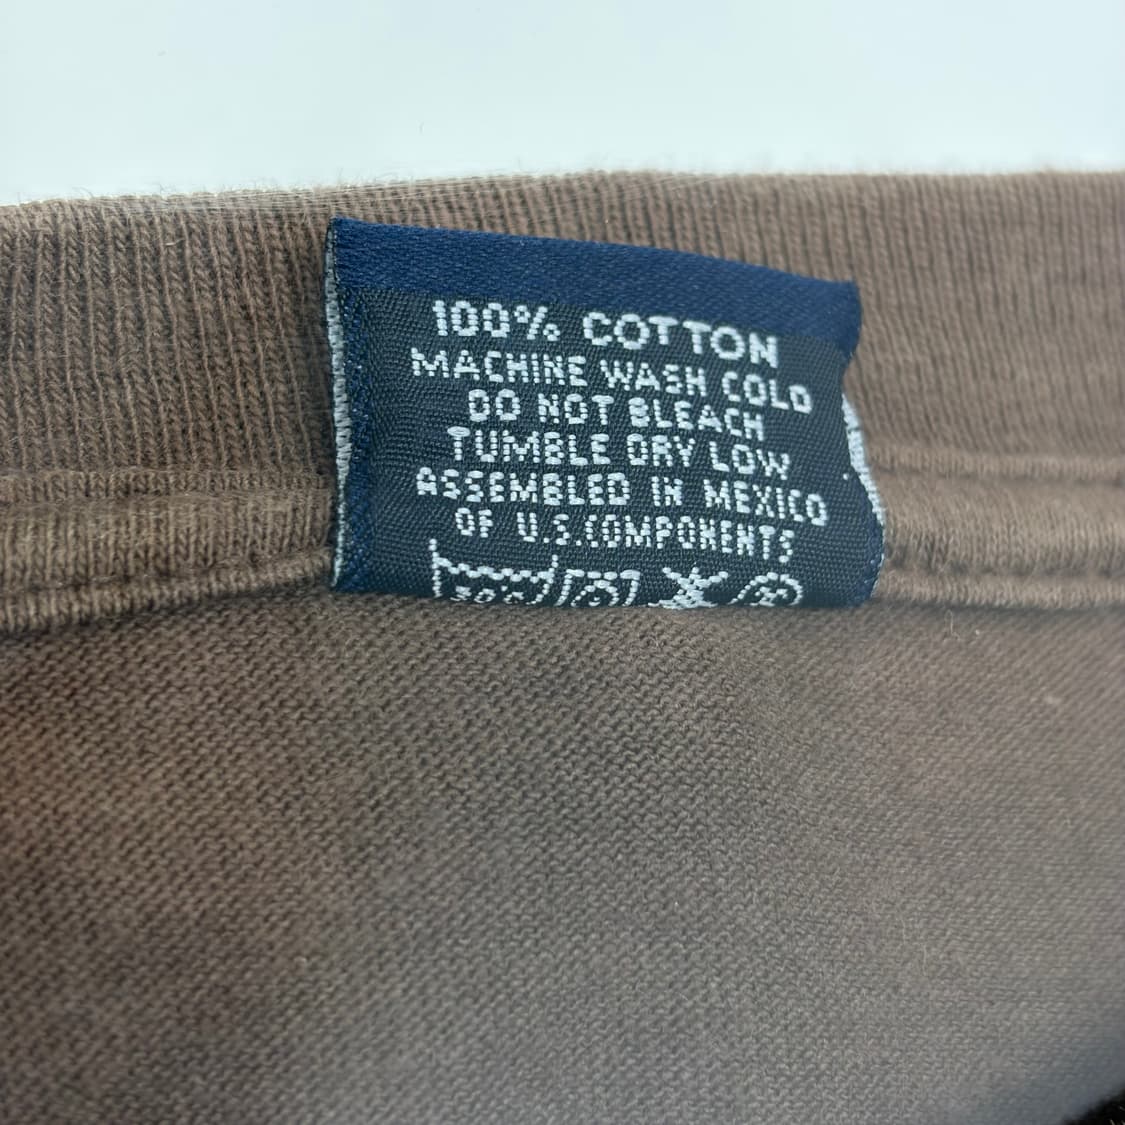 100% COTTON
MACHINE WASH COLD
DO NOT BLEACH
TUMBLE DRY LOW
ASSEMBLED IN MEXICO
OF U.S.COMPONENTS